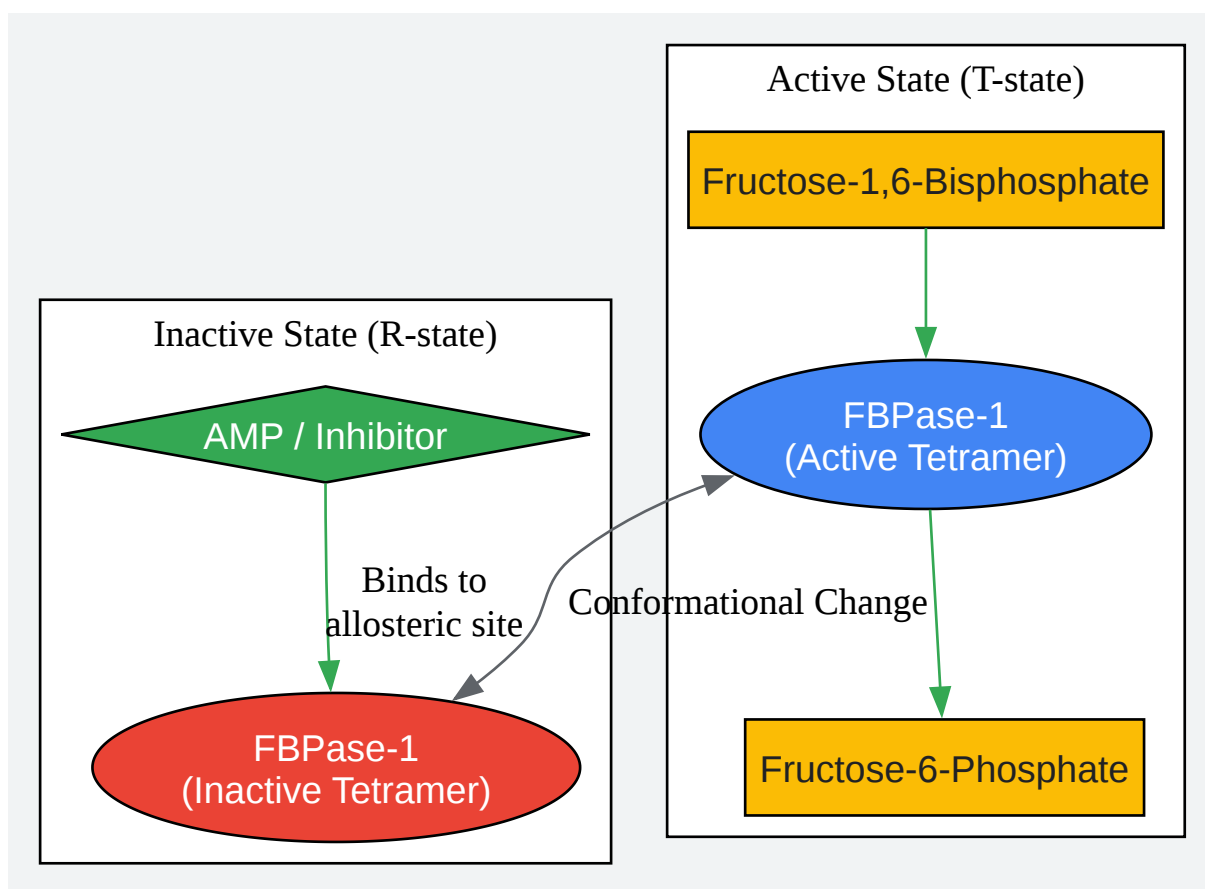 Active State (T-state)
Fructose-1,6-Bisphosphate
Inactive State (R-state)
AMP / Inhibitor
FBPase-1
(Active Tetramer)
Binds to
allosteric site
Conformational Change
FBPase-1
(Inactive Tetramer)
Fructose-6-Phosphate